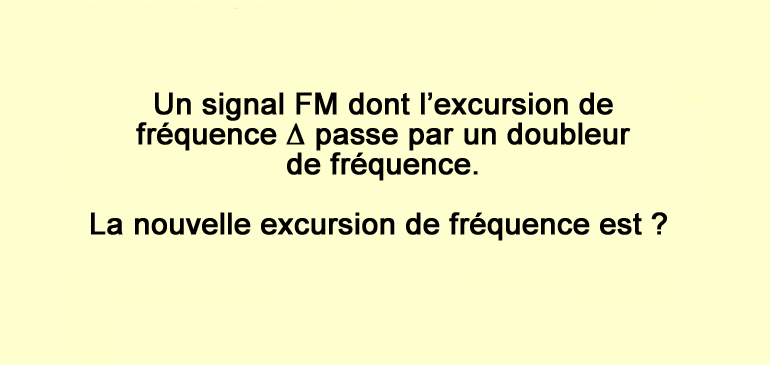 Un signal FM dont l’excursion de
fréquence Δ passe par un doubleur
de fréquence.
La nouvelle excursion de fréquence est ?